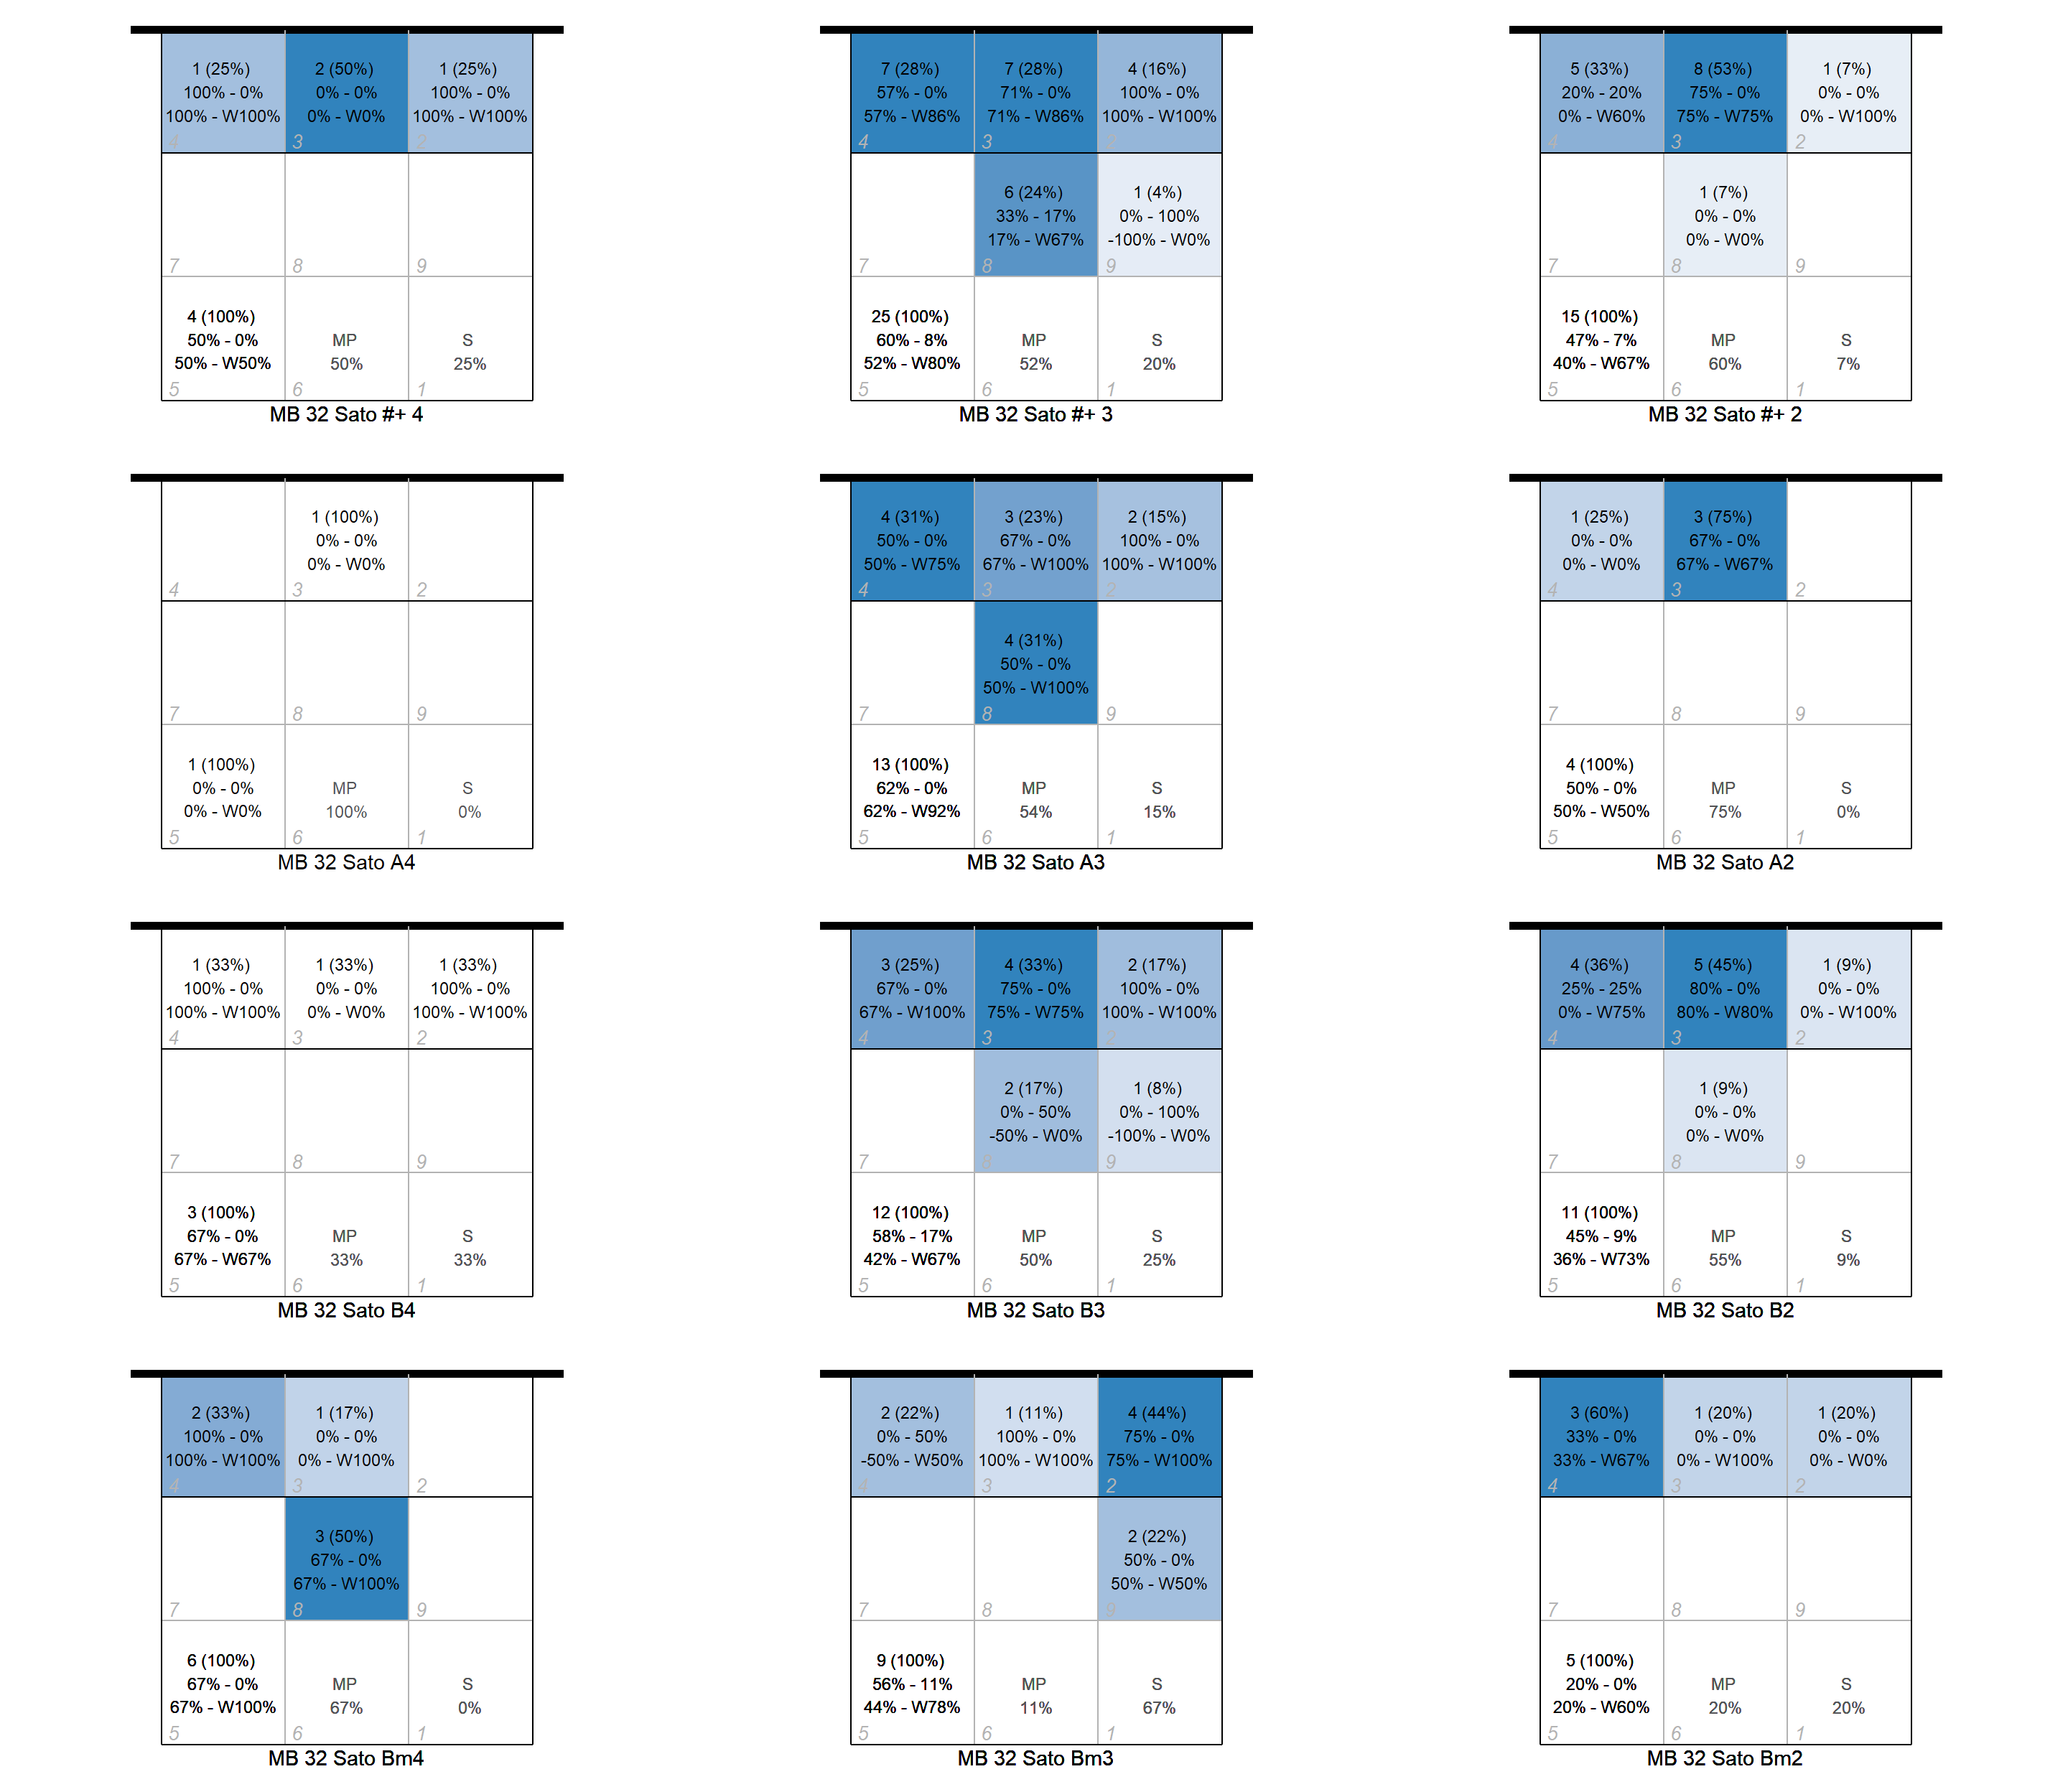 1 (25%)
100% - 0%
100% - W100%
4
2 (50%)
0% - 0%
0% - W0%
3
1 (25%)
100% - 0%
100% - W100%
2
7
8
9
4 (100%)
50% - 0%
50% - W50%
5
MP
50%
6
S
25%
1
MB 32 Sato #+ 4
7 (28%)
57% - 0%
57% - W86%
4
7 (28%)
71% - 0%
71% - W86%
3
4 (16%)
100% - 0%
100% - W100%
2
7
6 (24%)
33% - 17%
17% - W67%
8
1 (4%)
0% - 100%
-100% - W0%
9
25 (100%)
60% - 8%
52% - W80%
5
MP
52%
6
S
20%
1
MB 32 Sato #+ 3
5 (33%)
20% - 20%
0% - W60%
4
8 (53%)
75% - 0%
75% - W75%
3
1 (7%)
0% - 0%
0% - W100%
2
7
1 (7%)
0% - 0%
0% - W0%
8
9
15 (100%)
47% - 7%
40% - W67%
5
MP
60%
6
S
7%
1
MB 32 Sato #+ 2
4
1 (100%)
0% - 0%
0% - W0%
3
2
7
8
9
1 (100%)
0% - 0%
0% - W0%
5
MP
100%
6
S
0%
1
MB 32 Sato A4
4 (31%)
50% - 0%
50% - W75%
4
3 (23%)
67% - 0%
67% - W100%
3
2 (15%)
100% - 0%
100% - W100%
2
7
4 (31%)
50% - 0%
50% - W100%
8
9
13 (100%)
62% - 0%
62% - W92%
5
MP
54%
6
S
15%
1
MB 32 Sato A3
1 (25%)
0% - 0%
0% - W0%
4
3 (75%)
67% - 0%
67% - W67%
3
2
7
8
9
4 (100%)
50% - 0%
50% - W50%
5
MP
75%
6
S
0%
1
MB 32 Sato A2
1 (33%)
100% - 0%
100% - W100%
4
1 (33%)
0% - 0%
0% - W0%
3
1 (33%)
100% - 0%
100% - W100%
2
7
8
9
3 (100%)
67% - 0%
67% - W67%
5
MP
33%
6
S
33%
1
MB 32 Sato B4
3 (25%)
67% - 0%
67% - W100%
4
4 (33%)
75% - 0%
75% - W75%
3
2 (17%)
100% - 0%
100% - W100%
2
7
2 (17%)
0% - 50%
-50% - W0%
8
1 (8%)
0% - 100%
-100% - W0%
9
12 (100%)
58% - 17%
42% - W67%
5
MP
50%
6
S
25%
1
MB 32 Sato B3
4 (36%)
25% - 25%
0% - W75%
4
5 (45%)
80% - 0%
80% - W80%
3
1 (9%)
0% - 0%
0% - W100%
2
7
1 (9%)
0% - 0%
0% - W0%
8
9
11 (100%)
45% - 9%
36% - W73%
5
MP
55%
6
S
9%
1
MB 32 Sato B2
2 (33%)
100% - 0%
100% - W100%
4
1 (17%)
0% - 0%
0% - W100%
3
2
7
3 (50%)
67% - 0%
67% - W100%
8
9
6 (100%)
67% - 0%
67% - W100%
5
MP
67%
6
S
0%
1
MB 32 Sato Bm4
2 (22%)
0% - 50%
-50% - W50%
4
1 (11%)
100% - 0%
100% - W100%
3
4 (44%)
75% - 0%
75% - W100%
2
7
8
2 (22%)
50% - 0%
50% - W50%
9
9 (100%)
56% - 11%
44% - W78%
5
MP
11%
6
S
67%
1
MB 32 Sato Bm3
3 (60%)
33% - 0%
33% - W67%
4
1 (20%)
0% - 0%
0% - W100%
3
1 (20%)
0% - 0%
0% - W0%
2
7
8
9
5 (100%)
20% - 0%
20% - W60%
5
MP
20%
6
S
20%
1
MB 32 Sato Bm2